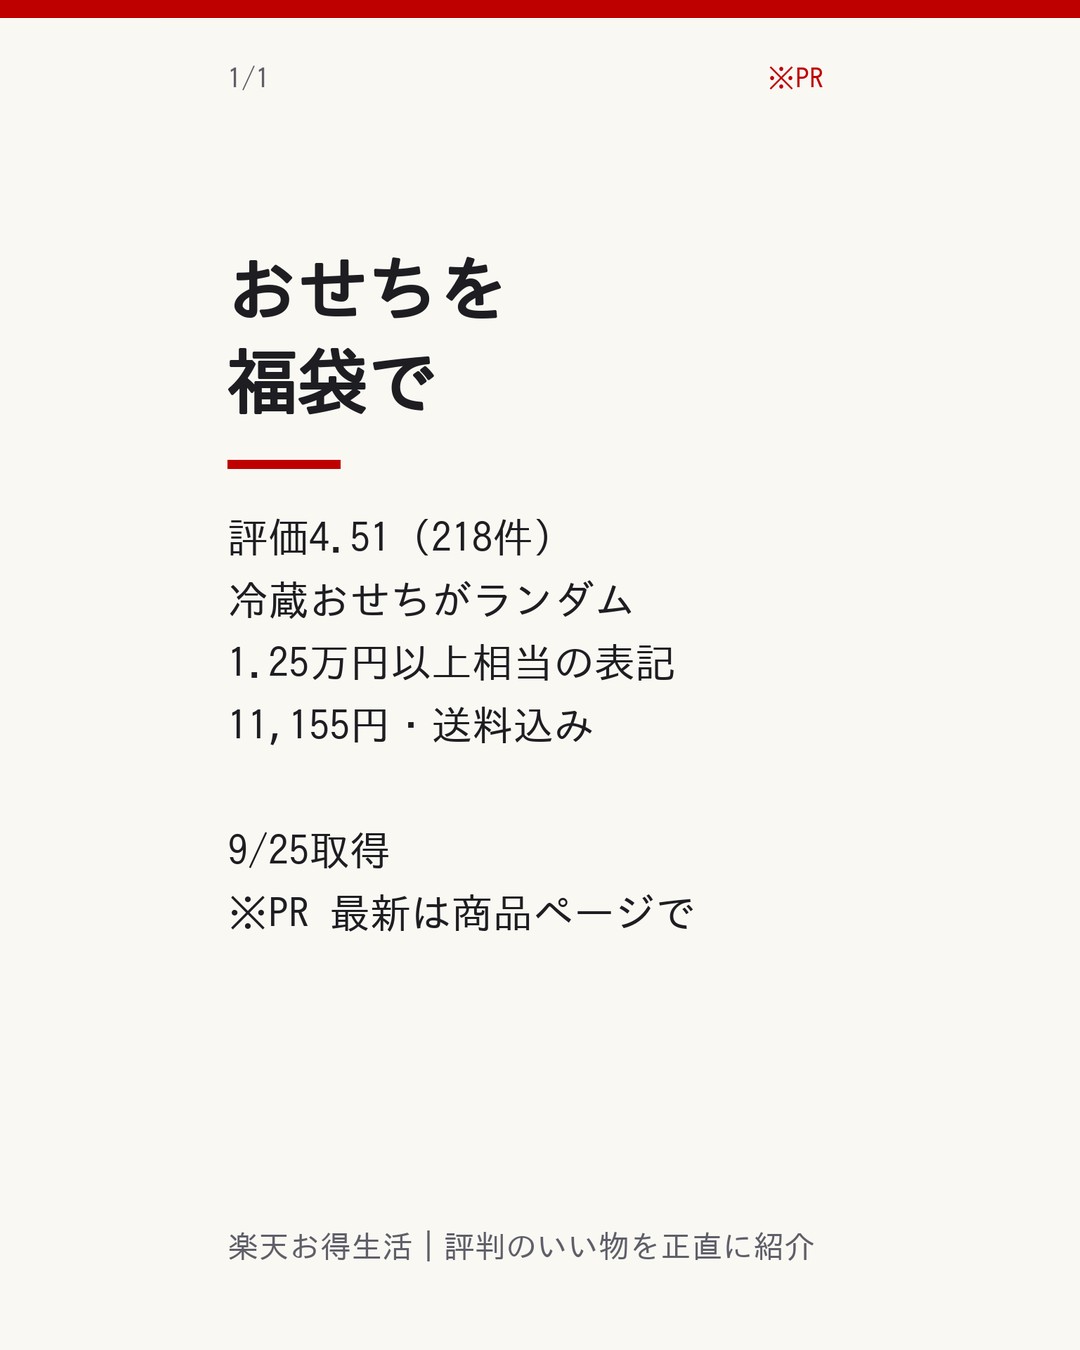 1/1
※PR
おせちを
福袋で
評価4.51（218件）
冷蔵おせちがランダム
1.25万円以上相当の表記
11,155円・送料込み
9/25取得
※PR 最新は商品ページで
楽天お得生活｜評判のいい物を正直に紹介